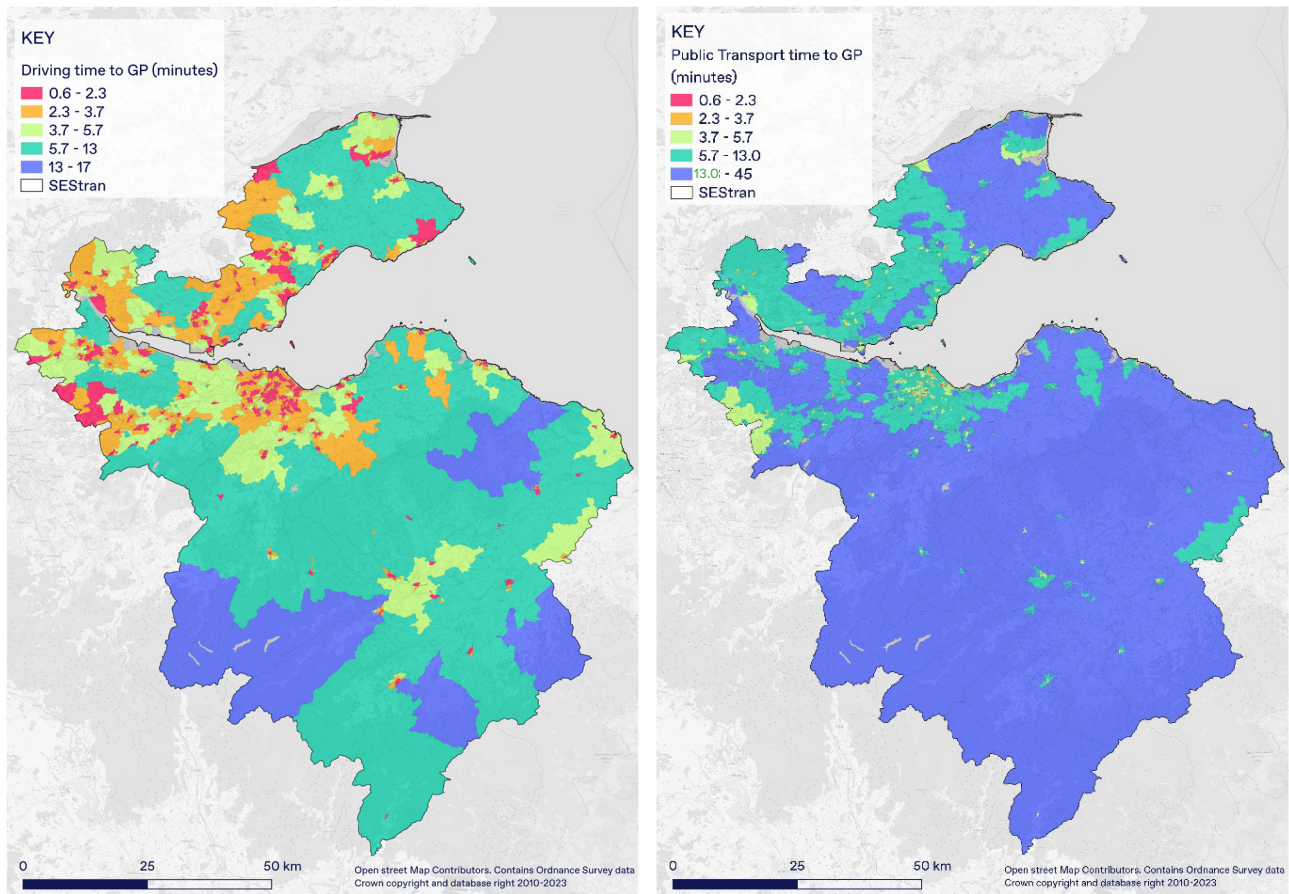 KEY
Driving time to GP (minutes)
0.6 - 2.3
2.3 - 3.7
3.7 - 5.7
5.7 - 13
13 - 17
SEStran
0 25 50 km
Open street Map Contributors. Contains Ordnance Survey data
Crown copyright and database right 2010-2023
KEY
Public Transport time to GP
(minutes)
0.6 - 2.3
2.3 - 3.7
3.7 - 5.7
5.7 - 13.0
13.0: - 45
SEStran
0 25 50 km
Open street Map Contributors. Contains Ordnance Survey data
Crown copyright and database right 2010-2023